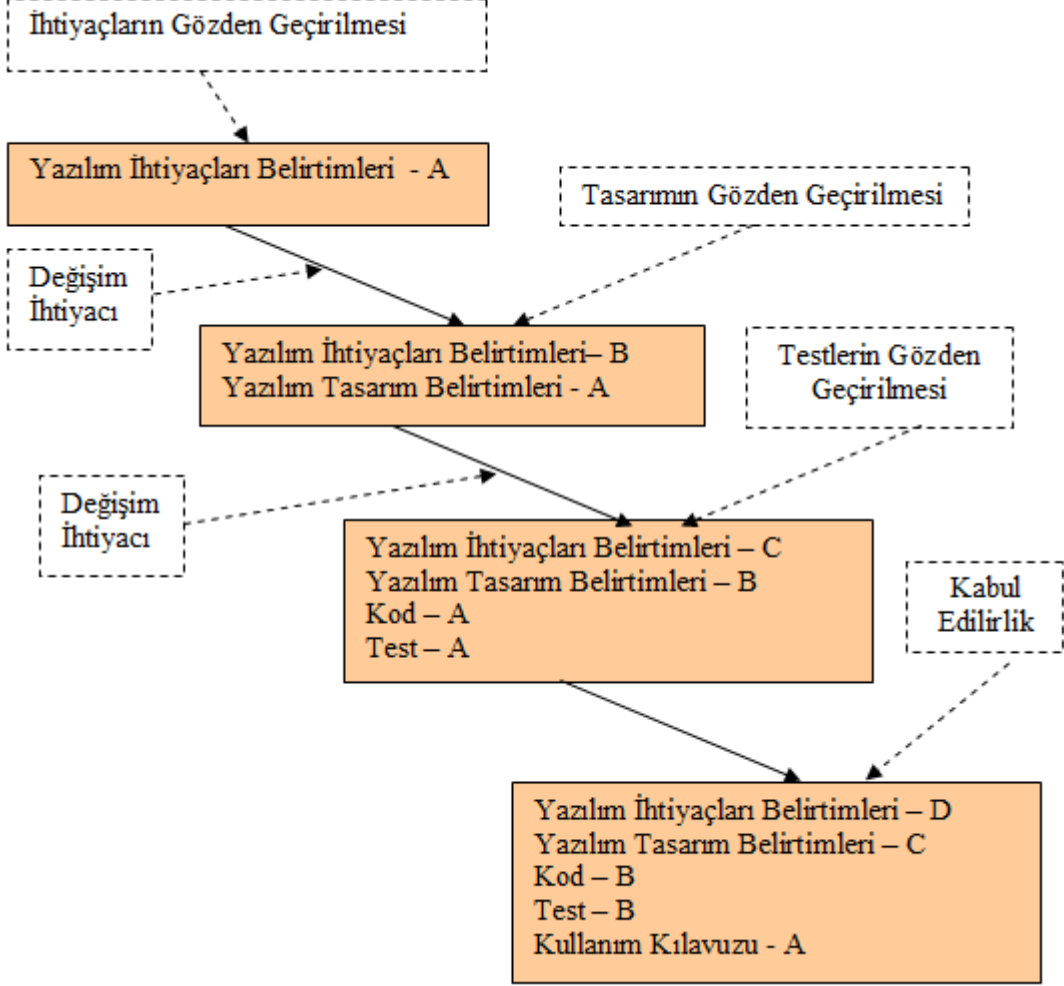 İhtiyaçların Gözden Geçirilmesi
Yazılım İhtiyaçları Belirtimleri - A
Tasarımın Gözden Geçirilmesi
Değişim
İhtiyacı
Yazılım İhtiyaçları Belirtimleri– B
Yazılım Tasarım Belirtimleri - A
Testlerin Gözden
Geçirilmesi
Değişim
İhtiyacı
Yazılım İhtiyaçları Belirtimleri – C
Yazılım Tasarım Belirtimleri – B
Kod – A
Test – A
Kabul
Edilirlik
Yazılım İhtiyaçları Belirtimleri – D
Yazılım Tasarım Belirtimleri – C
Kod – B
Test – B
Kullanım Kılavuzu - A